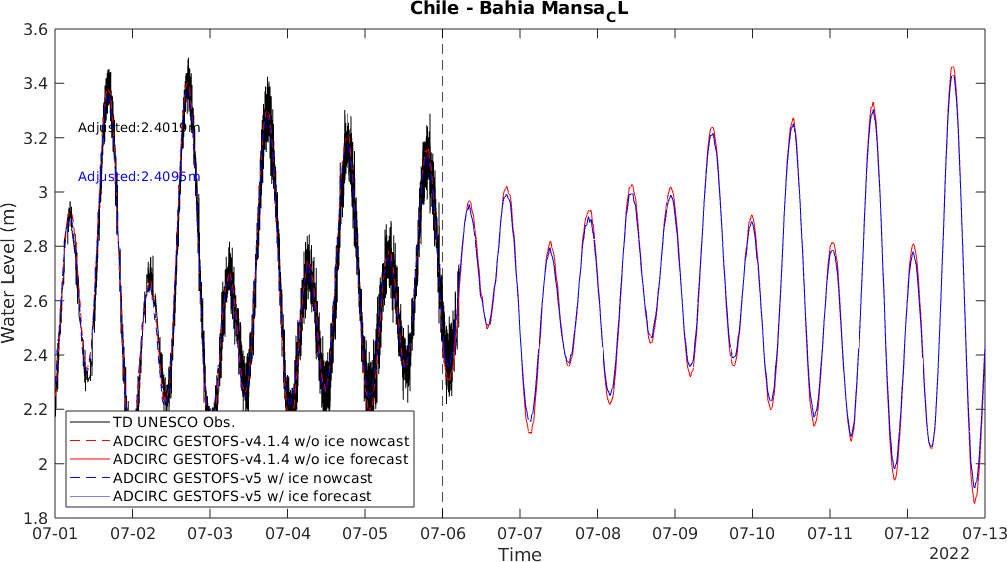 Chile - Bahia MansaCL
Water Level (m)
3.6
3.4
3.2
3
2.8
2.6
2.4
2.2
2
1.8
Adjusted:2.4019m
Adjusted:2.4095m
TD UNESCO Obs.
ADCIRC GESTOFS-v4.1.4 w/o ice nowcast
ADCIRC GESTOFS-v4.1.4 w/o ice forecast
ADCIRC GESTOFS-v5 w/ ice nowcast
ADCIRC GESTOFS-v5 w/ ice forecast
07-01 07-02 07-03 07-04 07-05 07-06 07-07 07-08 07-09 07-10 07-11 07-12 07-13
Time
2022